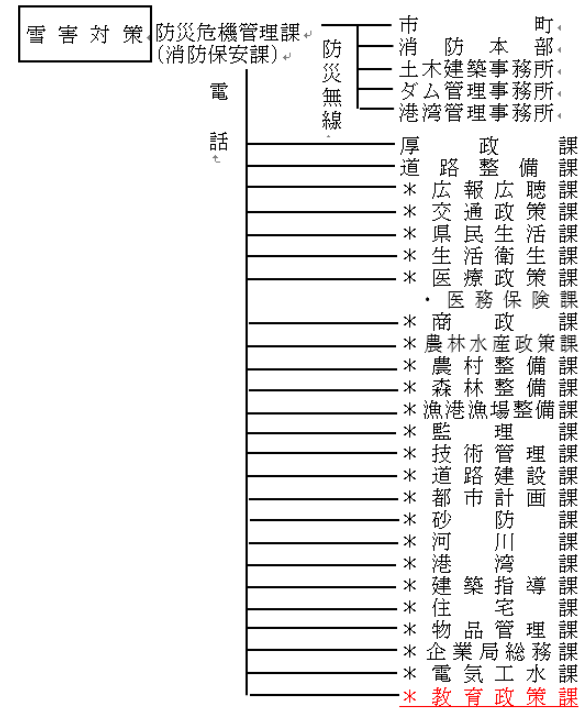 雪害対策
防災危機管理課
(消防保安課)
防災無線
電話
市町
消防本部
土木建築事務所
ダム管理事務所
港湾管理事務所
厚政課
道路整備課
＊広報広聴課
＊交通政策課
＊県民生活課
＊生活衛生課
＊医療政策課
・医務保険課
＊商政課
＊農林水産政策課
＊農村整備課
＊森林整備課
＊漁港漁場整備課
＊監理課
＊技術管理課
＊道路建設課
＊都市計画課
＊砂防課
＊河川課
＊港湾課
＊建築指導課
＊住宅課
＊物品管理課
＊企業局総務課
＊電気工水課
＊教育政策課